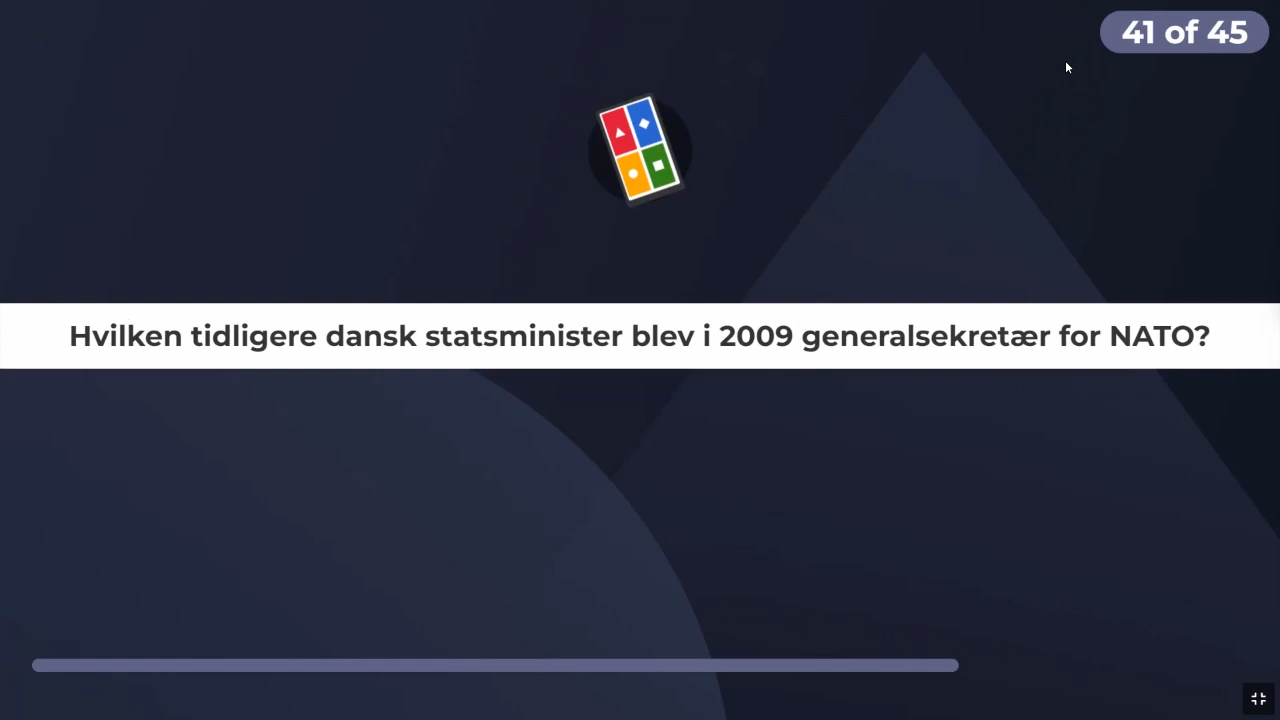 41 of 45
Hvilken tidligere dansk statsminister blev i 2009 generalsekretær for NATO?